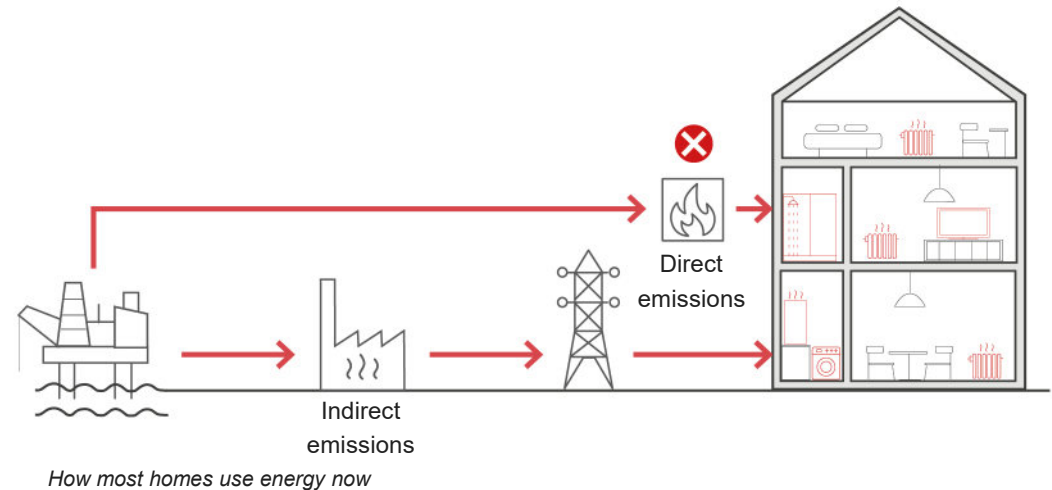 Direct
emissions
Indirect
emissions
How most homes use energy now